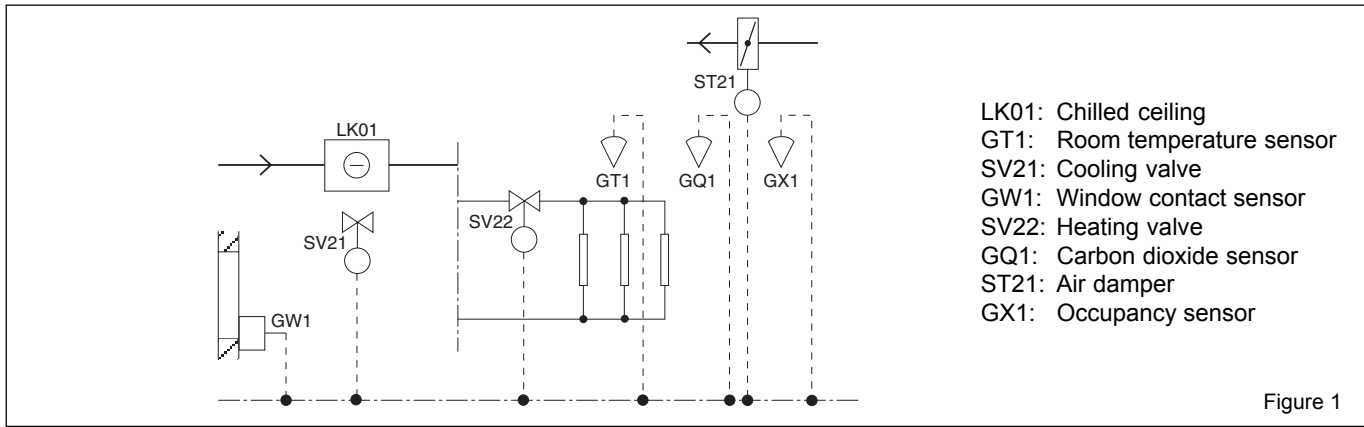 ST21
LK01
GT1
GQ1
GX1
SV22
SV21
GW1
LK01: Chilled ceiling
GT1: Room temperature sensor
SV21: Cooling valve
GW1: Window contact sensor
SV22: Heating valve
GQ1: Carbon dioxide sensor
ST21: Air damper
GX1: Occupancy sensor
Figure 1